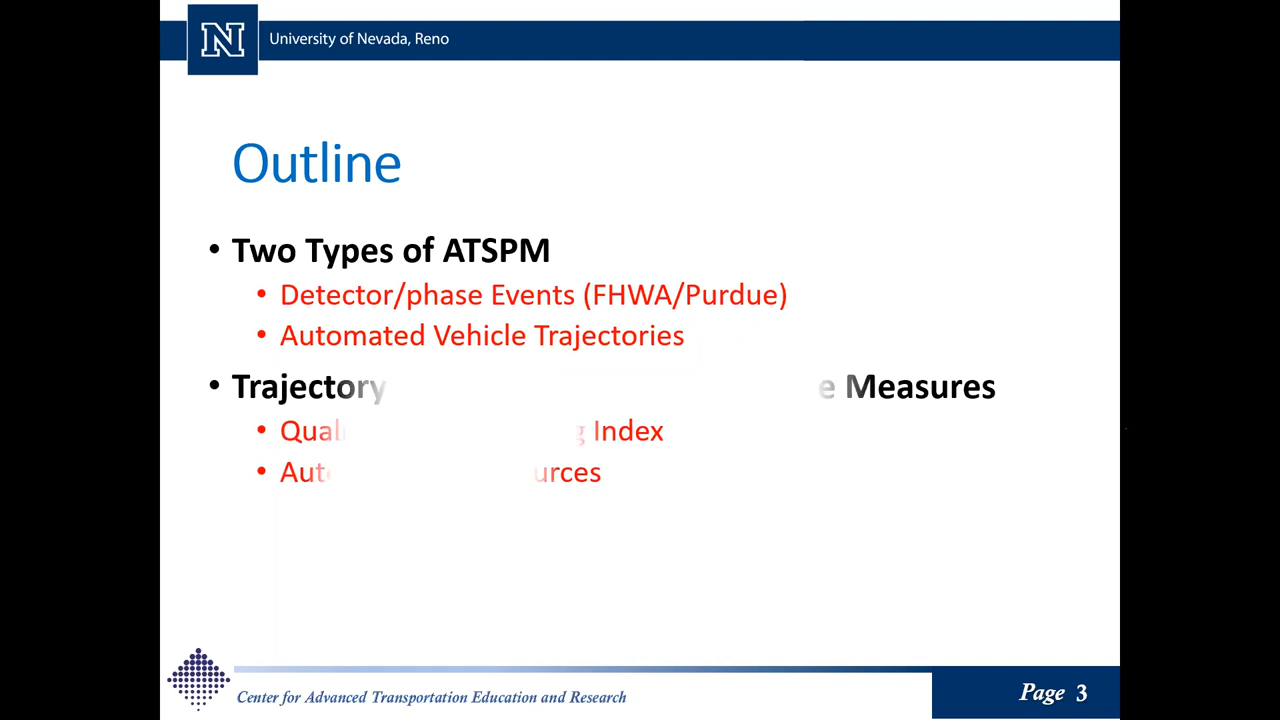 N
University of Nevada, Reno
Outline
• Two Types of ATSPM
• Detector/phase Events (FHWA/Purdue)
• Automated Vehicle Trajectories
• Trajectory Measures
• Index
•
Center for Advanced Transportation Education and Research
Page 3